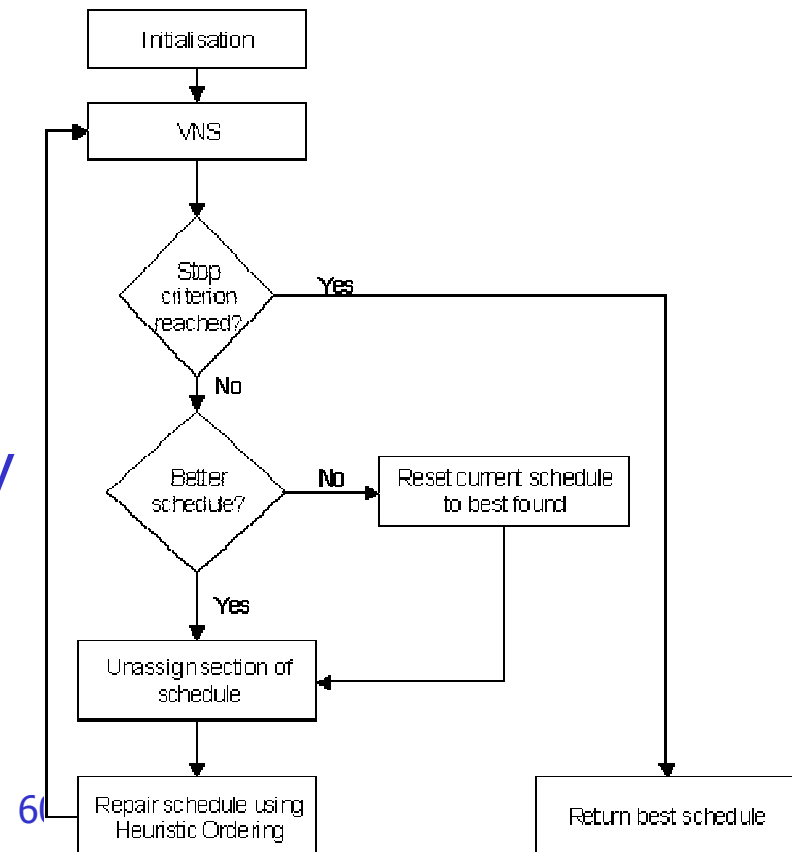 Initialisation
VNS
Stop
criterion
reached?
Yes
No
Better
schedule?
No
Reset current schedule
to best found
Yes
Unassign section of
schedule
Repair schedule using
Heuristic Ordering
Return best schedule
y